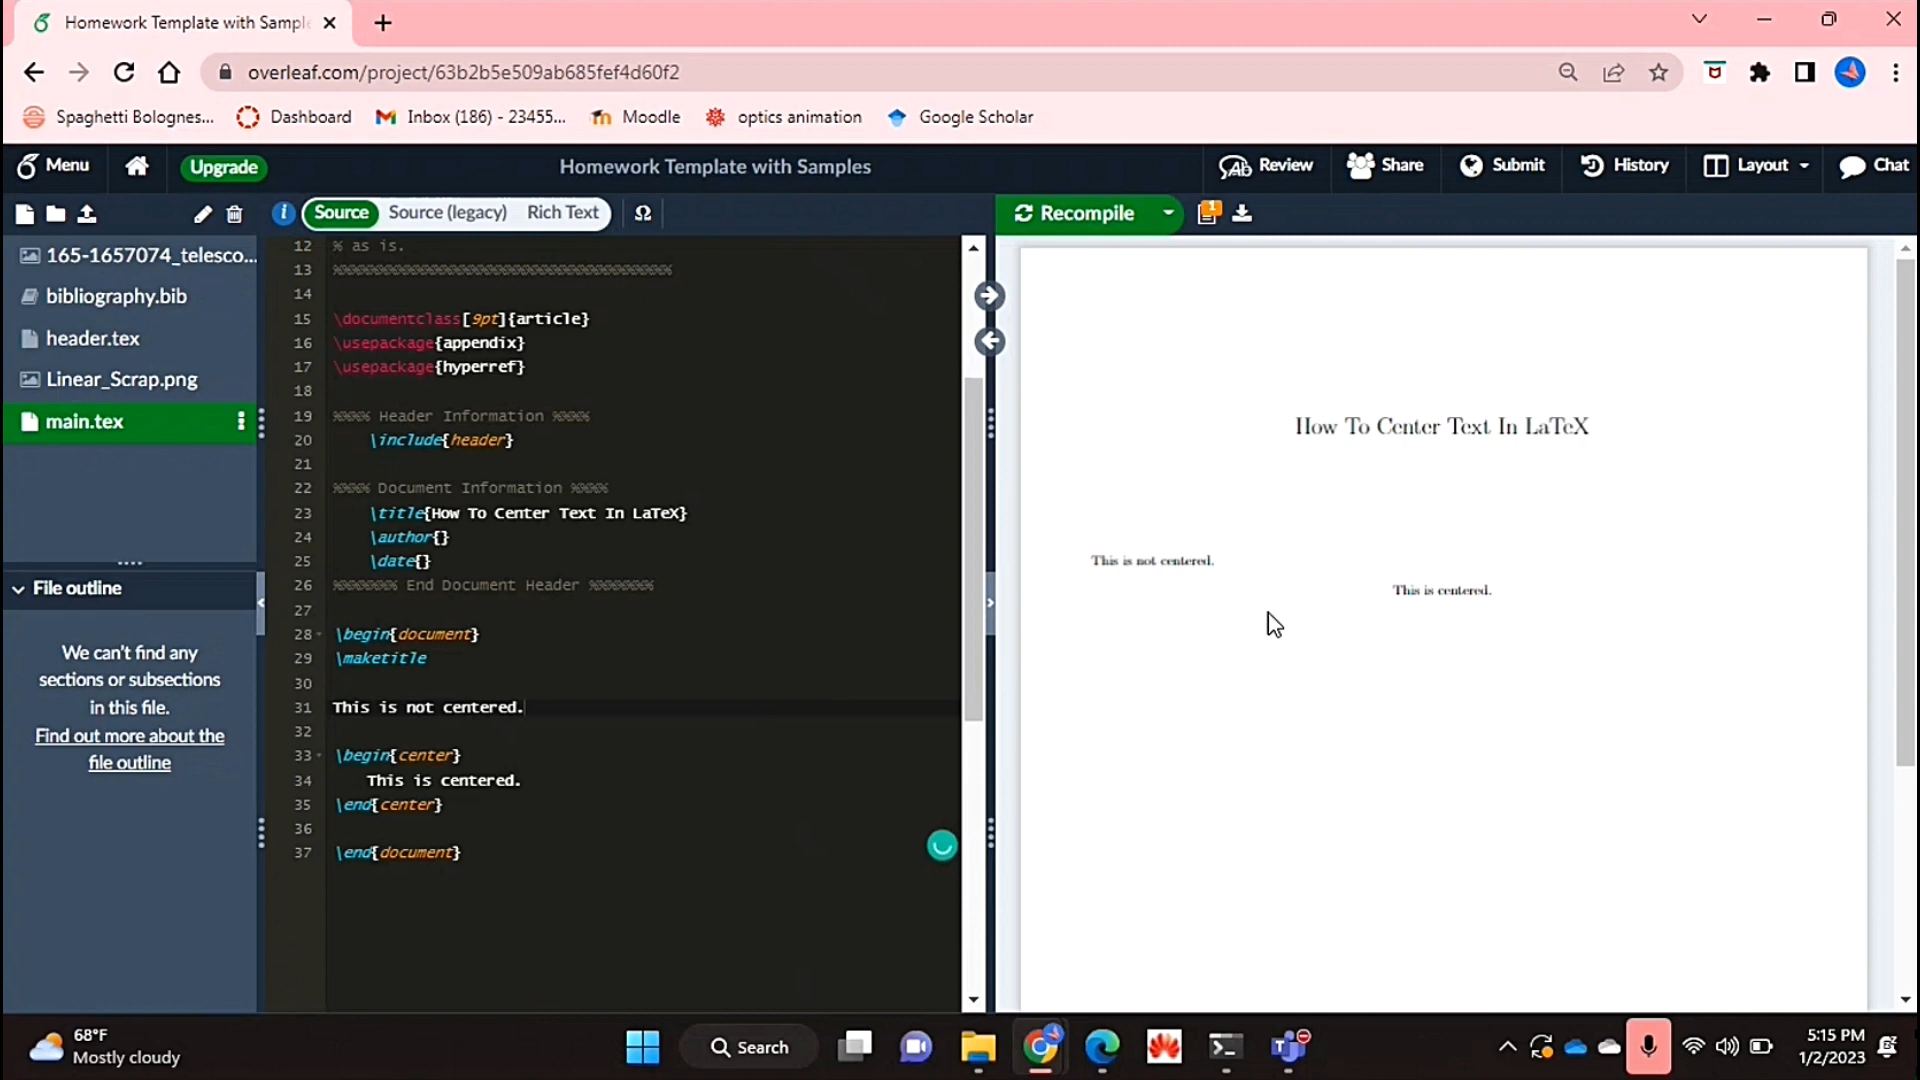 Homework Template with Sampl
overleaf.com/project/63b2b5e509ab685fef4d60f2
Spaghetti Bolognes... Dashboard Inbox (186) - 23455... Moodle optics animation Google Scholar
Menu Upgrade Homework Template with Samples Review Share Submit History Layout Chat
Source Source (legacy) Rich Text Ω Recompile 1
165-1657074_telesco...
bibliography.bib
header.tex
Linear_Scrap.png
main.tex
File outline
We can't find any
sections or subsections
in this file.
Find out more about the
file outline
12 % as is.
13 %%%%%%%%%%%%%%%%%%%%%%%%%%%%%%%%%%%%%
14
15 \documentclass[9pt]{article}
16 \usepackage{appendix}
17 \usepackage{hyperref}
18
19 %%%% Header Information %%%%
20 \include{header}
21
22 %%%% Document Information %%%%
23 \title{How To Center Text In LaTeX}
24 \author{}
25 \date{}
26 %%%%%%% End Document Header %%%%%%%
27
28 \begin{document}
29 \maketitle
30
31 This is not centered.
32
33 \begin{center}
34 This is centered.
35 \end{center}
36
37 \end{document}
How To Center Text In LaTeX
This is not centered.
This is centered.
68°F
Mostly cloudy
Search
5:15 PM
1/2/2023